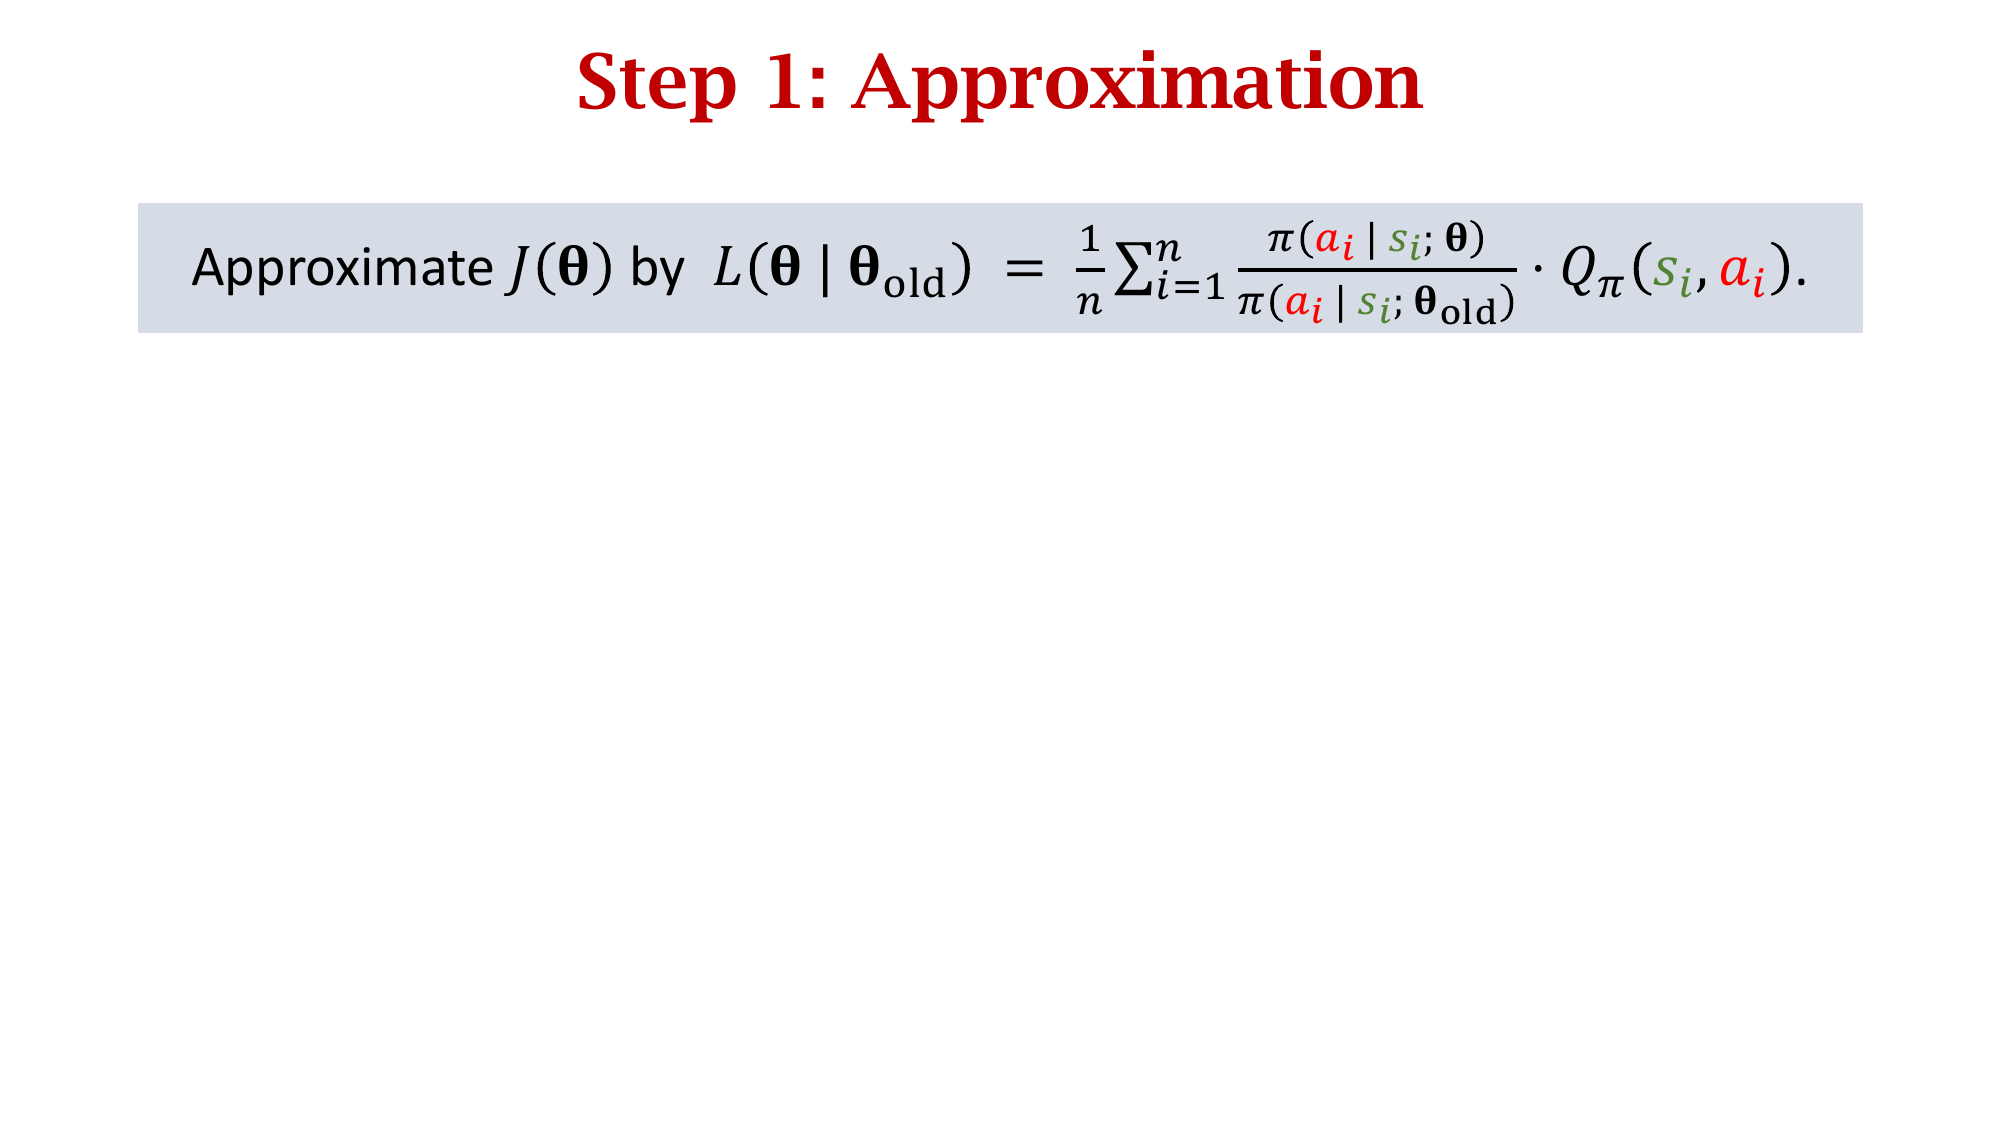 Step 1: Approximation
Approximate $J(\boldsymbol{\theta})$ by $L(\boldsymbol{\theta} \mid \boldsymbol{\theta}_{\text{old}}) = \frac{1}{n} \sum_{i=1}^{n} \frac{\pi(a_i \mid s_i; \boldsymbol{\theta})}{\pi(a_i \mid s_i; \boldsymbol{\theta}_{\text{old}})} \cdot Q_\pi(s_i, a_i).$